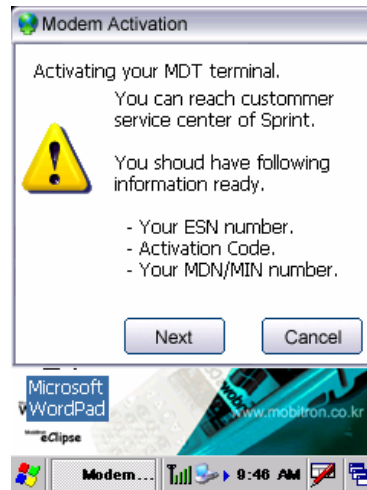 Modem Activation
Activating your MDT terminal.
You can reach custommer
service center of Sprint.
You shoud have following
information ready.
- Your ESN number.
- Activation Code.
- Your MDN/MIN number.
Next
Cancel
Microsoft
WordPad
www.mobitron.co.kr
eClipse
Modem...
9:46 AM